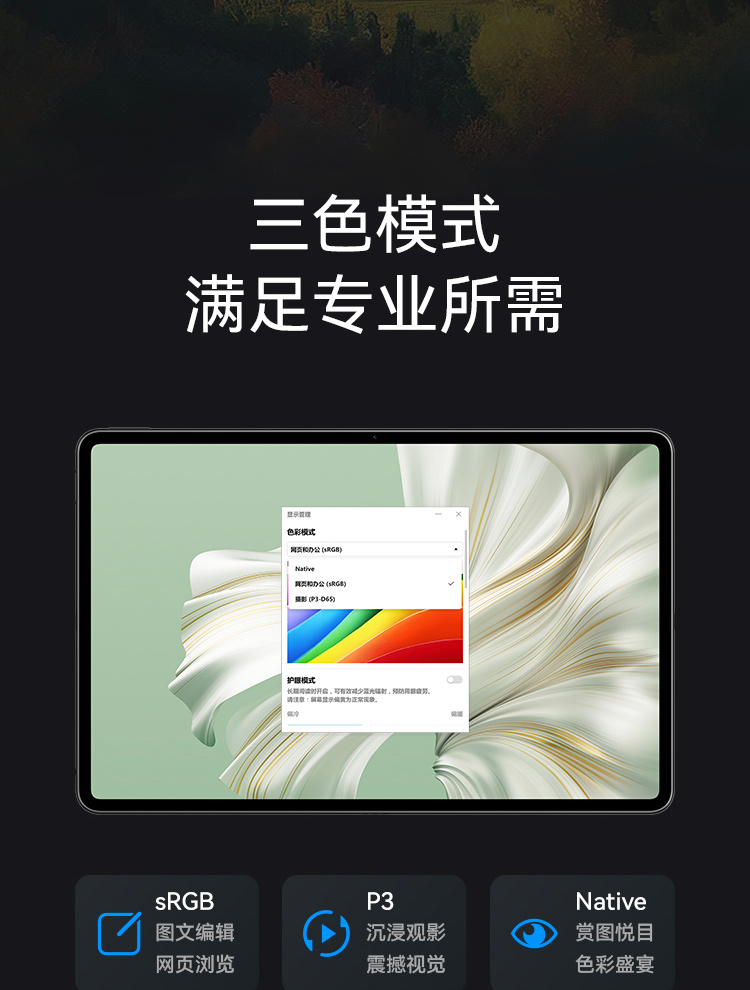 三色模式
满足专业所需
显示管理
色彩模式
网页和办公 (sRGB)
Native
网页和办公 (sRGB)
摄影 (P3-D65)
护眼模式
长期阅读时开启，可有效减少蓝光辐射，预防用眼疲劳。
请注意：屏幕显示偏黄为正常现象。
偏冷 偏暖
sRGB
图文编辑
网页浏览
P3
沉浸观影
震撼视觉
Native
赏图悦目
色彩盛宴